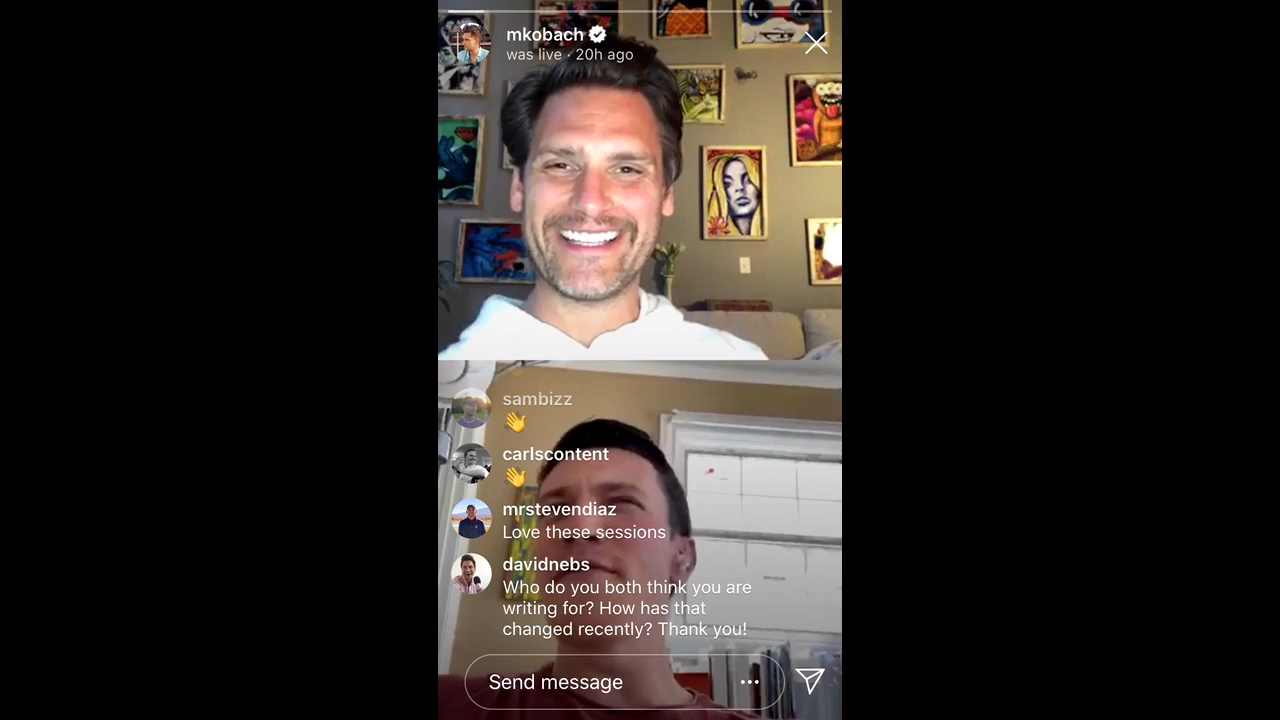 mkobach
was live · 20h ago
sambizz
👋
carlscontent
👋
mrstevendiaz
Love these sessions
davidnebs
Who do you both think you are
writing for? How has that
changed recently? Thank you!
Send message